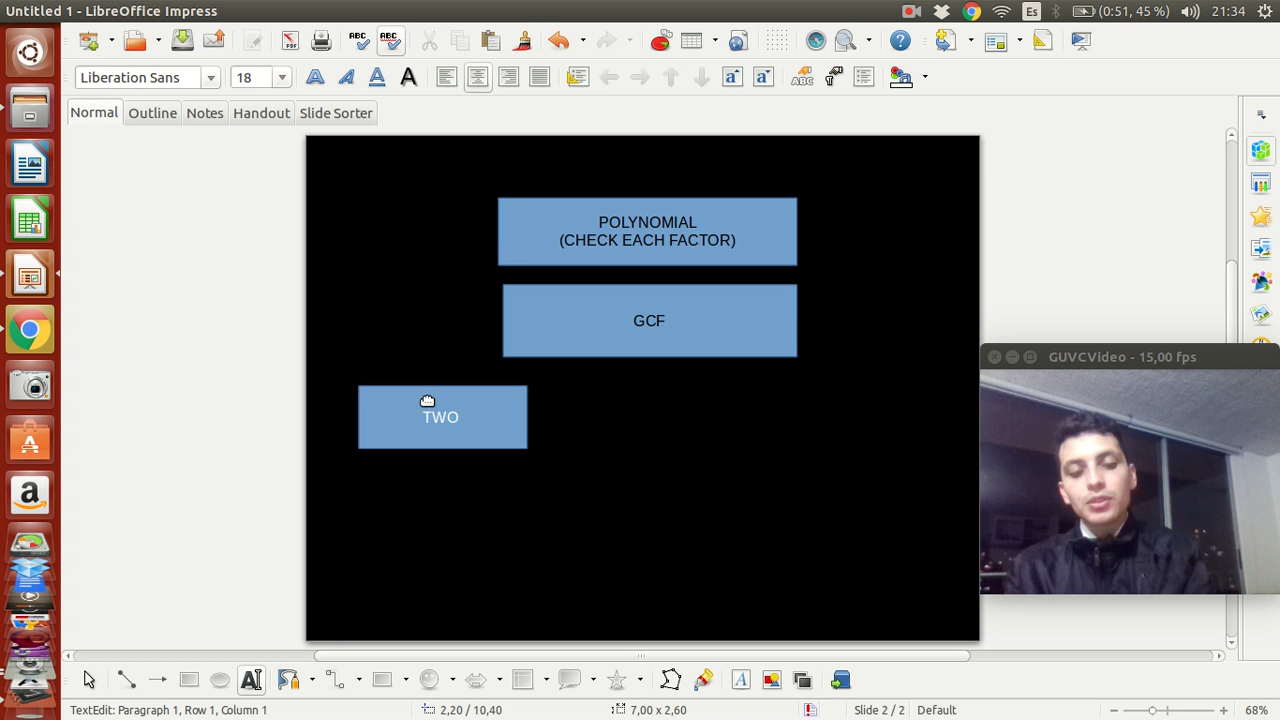 Untitled 1 - LibreOffice Impress
Es
(0:51, 45 %)
21:34
Liberation Sans
18
Normal
Outline
Notes
Handout
Slide Sorter
POLYNOMIAL
(CHECK EACH FACTOR)
GCF
TWO
GUVCVideo - 15,00 fps
TextEdit: Paragraph 1, Row 1, Column 1
2,20 / 10,40
7,00 x 2,60
Slide 2 / 2
Default
68%